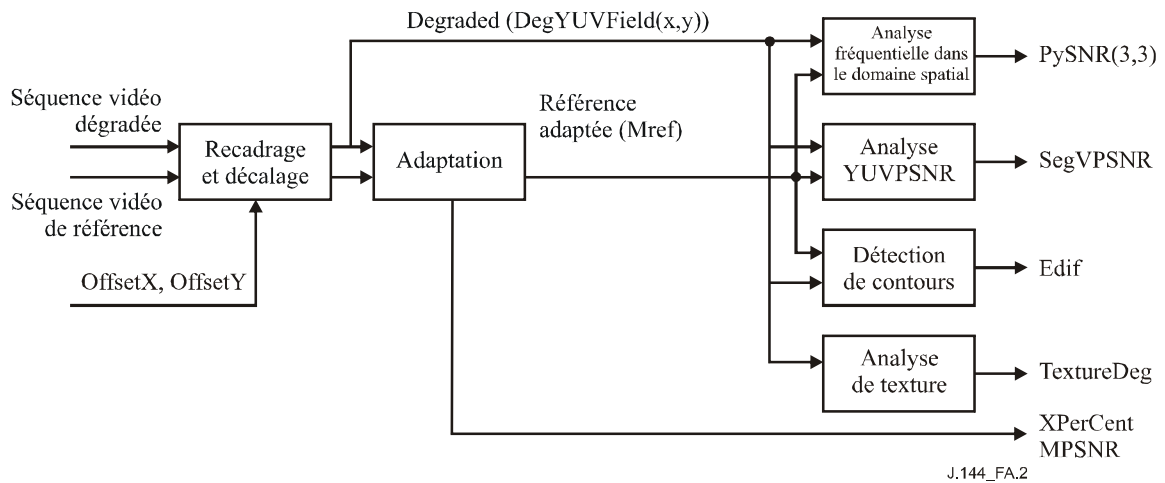 Degraded (DegYUVField(x,y))
Analyse
fréquentielle dans
le domaine spatial
PySNR(3,3)
Séquence vidéo
dégradée
Référence
adaptée (Mref)
Recadrage
et décalage
Adaptation
Analyse
YUVPSNR
SegVPSNR
Séquence vidéo
de référence
OffsetX, OffsetY
Détection
de contours
Edif
Analyse
de texture
TextureDeg
XPerCent
MPSNR
J.144_FA.2